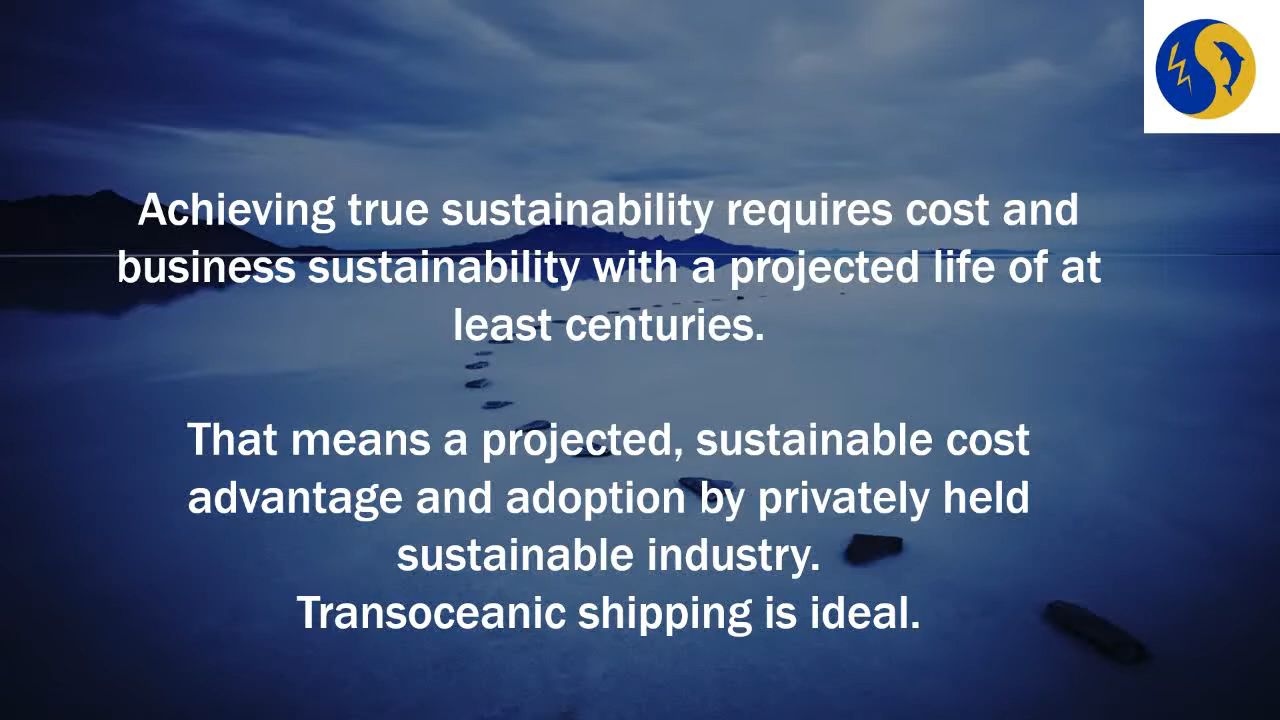 Achieving true sustainability requires cost and
business sustainability with a projected life of at
least centuries.
That means a projected, sustainable cost
advantage and adoption by privately held
sustainable industry.
Transoceanic shipping is ideal.